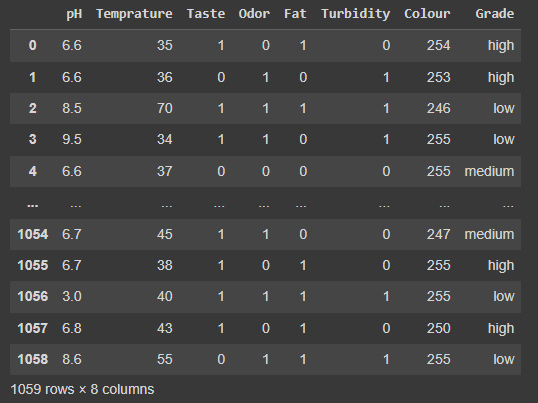 pH Temprature Taste Odor Fat Turbidity Colour Grade
0 6.6 35 1 0 1 0 254 high
1 6.6 36 0 1 0 1 253 high
2 8.5 70 1 1 1 1 246 low
3 9.5 34 1 1 0 1 255 low
4 6.6 37 0 0 0 0 255 medium
... ... ... ... ... ... ... ... ...
1054 6.7 45 1 1 0 0 247 medium
1055 6.7 38 1 0 1 0 255 high
1056 3.0 40 1 1 1 1 255 low
1057 6.8 43 1 0 1 0 250 high
1058 8.6 55 0 1 1 1 255 low
1059 rows × 8 columns